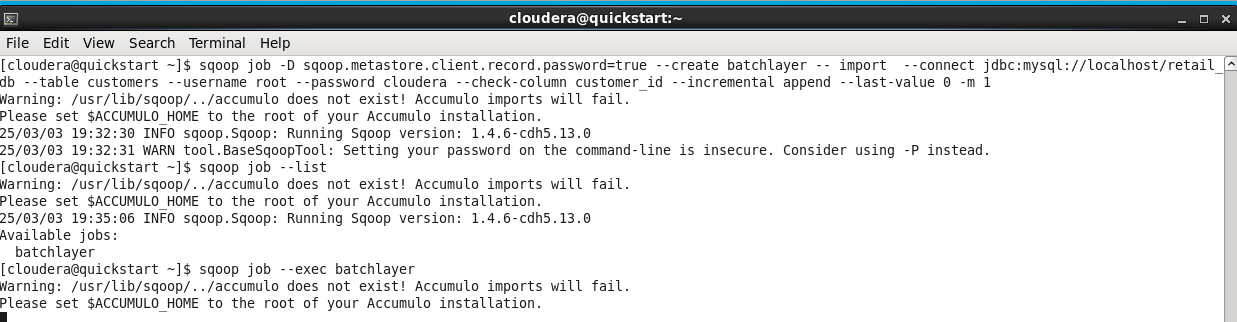 cloudera@quickstart:~
File Edit View Search Terminal Help
[cloudera@quickstart ~]$ sqoop job -D sqoop.metastore.client.record.password=true --create batchlayer -- import  --connect jdbc:mysql://localhost/retail_
db --table customers --username root --password cloudera --check-column customer_id --incremental append --last-value 0 -m 1
Warning: /usr/lib/sqoop/../accumulo does not exist! Accumulo imports will fail.
Please set $ACCUMULO_HOME to the root of your Accumulo installation.
25/03/03 19:32:30 INFO sqoop.Sqoop: Running Sqoop version: 1.4.6-cdh5.13.0
25/03/03 19:32:31 WARN tool.BaseSqoopTool: Setting your password on the command-line is insecure. Consider using -P instead.
[cloudera@quickstart ~]$ sqoop job --list
Warning: /usr/lib/sqoop/../accumulo does not exist! Accumulo imports will fail.
Please set $ACCUMULO_HOME to the root of your Accumulo installation.
25/03/03 19:35:06 INFO sqoop.Sqoop: Running Sqoop version: 1.4.6-cdh5.13.0
Available jobs:
  batchlayer
[cloudera@quickstart ~]$ sqoop job --exec batchlayer
Warning: /usr/lib/sqoop/../accumulo does not exist! Accumulo imports will fail.
Please set $ACCUMULO_HOME to the root of your Accumulo installation.